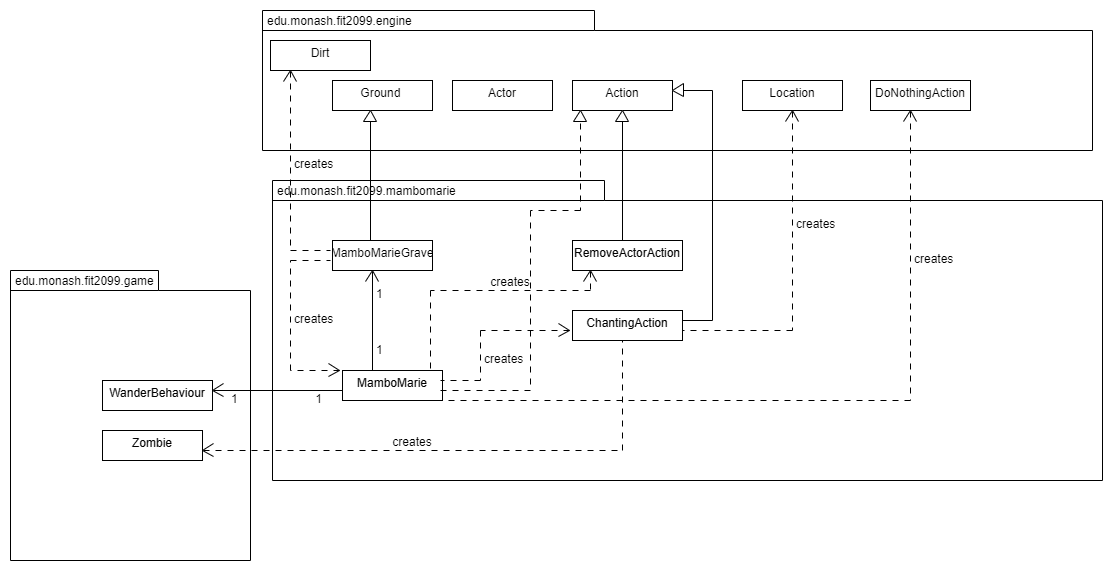 edu.monash.fit2099.engine
Dirt
Ground
Actor
Action
Location
DoNothingAction
creates
edu.monash.fit2099.mambomarie
creates
MamboMarieGrave
RemoveActorAction
creates
edu.monash.fit2099.game
creates
1
creates
ChantingAction
1
creates
MamboMarie
WanderBehaviour
1
1
Zombie
creates